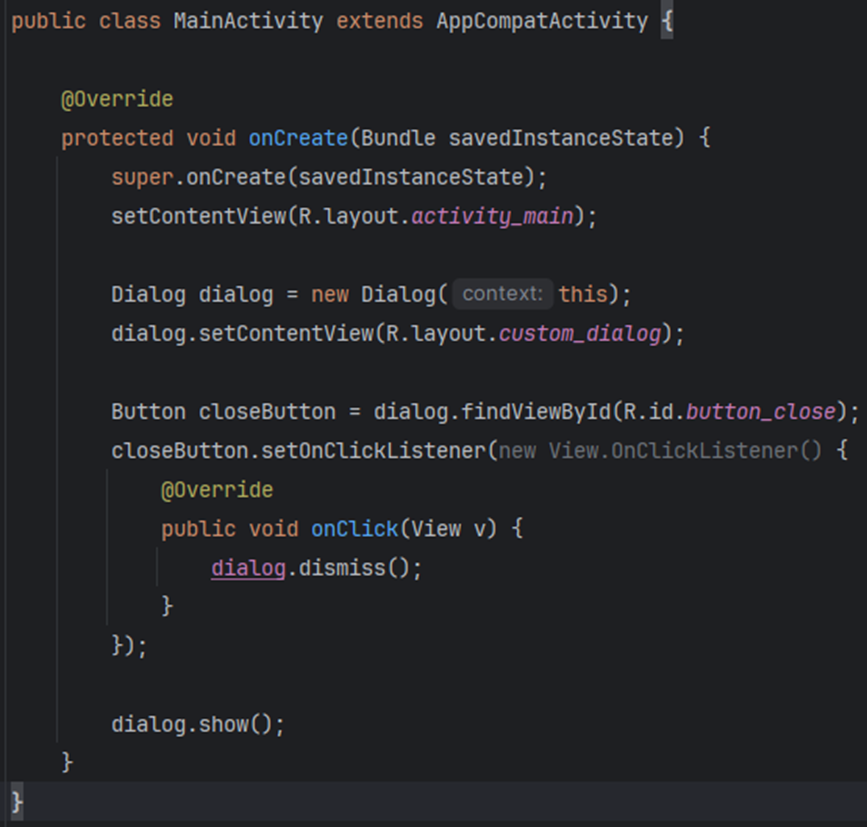 public class MainActivity extends AppCompatActivity {
@Override
protected void onCreate(Bundle savedInstanceState) {
super.onCreate(savedInstanceState);
setContentView(R.layout.activity_main);
Dialog dialog = new Dialog( context: this);
dialog.setContentView(R.layout.custom_dialog);
Button closeButton = dialog.findViewById(R.id.button_close);
closeButton.setOnClickListener(new View.OnClickListener() {
@Override
public void onClick(View v) {
dialog.dismiss();
}
});
dialog.show();
}
}